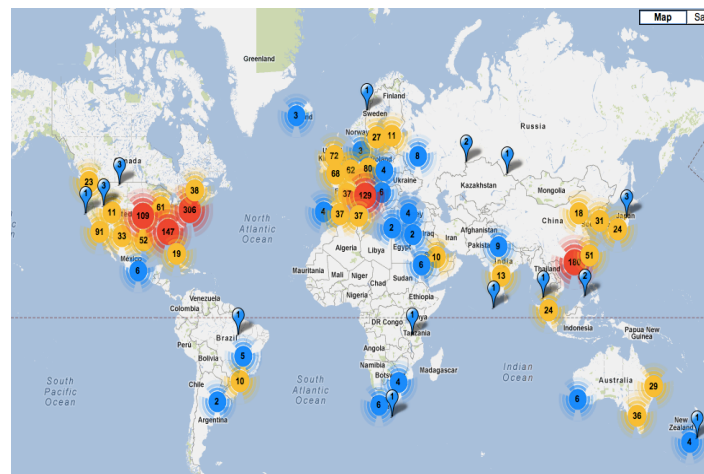 Map
Sa
Greenland
Finland
Sweden
Norway
Russia
Ukraine
Kazakhstan
Mongolia
China
Japan
Afghanistan
Pakistan
India
Thailand
Indonesia
Papua New
Guinea
Iran
Iraq
Egypt
Libya
Algeria
Mauritania
Mali
Niger
Chad
Sudan
Ethiopia
DR Congo
Tanzania
Angola
Namibia
Botsw
Madagascar
North
Atlantic
Ocean
México
Venezuela
Colombia
Brazil
Peru
Bolivia
Chile
Argentina
South
Pacific
Ocean
South
Atlantic
Ocean
Indian
Ocean
Australia
New
Zealand
1
3
27
11
3
72
62
80
4
68
37
129
6
4
37
37
8
2
1
3
3
1
23
38
11
109
61
306
91
33
52
147
19
6
4
2
2
6
10
9
13
1
18
31
24
3
51
1
2
24
1
5
10
2
1
4
6
1
6
29
36
1
4